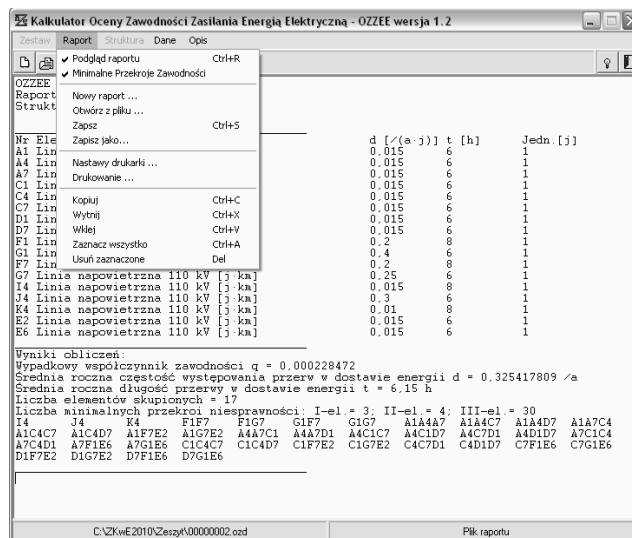 Kalkulator Oceny Zawodności Zasilania Energią Elektryczną - OZZEE wersja 1.2
Zestaw Raport Struktura Dane Opis
Podgląd raportu Ctrl+R
Minimalne Przekroje Zawodności
Nowy raport ...
Otwórz z pliku ...
Zapsz Ctrl+S
Zapisz jako...
Nastawy drukarki ...
Drukowanie ...
Kopiuj Ctrl+C
Wytnij Ctrl+X
Wklej Ctrl+V
Zaznacz wszystko Ctrl+A
Usuń zaznaczone Del
OZZEE
Raport
Strukt
Nr Ele d [/(a·j)] t [h] Jedn.[j]
A1 Lin 0,015 6 1
A4 Lin 0,015 6 1
A7 Lin 0,015 6 1
C1 Lin 0,015 6 1
C4 Lin 0,015 6 1
C7 Lin 0,015 6 1
D1 Lin 0,015 6 1
D7 Lin 0,015 6 1
F1 Lin 0,2 8 1
G1 Lin 0,4 6 1
F7 Lin 0,2 8 1
G7 Linia napowietrzna 110 kV [j·km] 0,25 6 1
I4 Linia napowietrzna 110 kV [j·km] 0,015 8 1
J4 Linia napowietrzna 110 kV [j·km] 0,3 6 1
K4 Linia napowietrzna 110 kV [j·km] 0,01 8 1
E2 Linia napowietrzna 110 kV [j·km] 0,015 6 1
E6 Linia napowietrzna 110 kV [j·km] 0,015 6 1
Wyniki obliczeń:
Wypadkowy współczynnik zawodności q = 0,000228472
Średnia roczna częstość występowania przerw w dostawie energii d = 0,325417809 /a
Średnia roczna długość przerwy w dostawie energii t = 6,15 h
Liczba elementów skupionych = 17
Liczba minimalnych przekroi niesprawności: I-el.= 3; II-el.= 4; III-el.= 30
I4 J4 K4 F1F7 F1G7 G1F7 G1G7 A1A4A7 A1A4C7 A1A4D7 A1A7C4
A1C4C7 A1C4D7 A1F7E2 A1G7E2 A4A7C1 A4A7D1 A4C1C7 A4C1D7 A4C7D1 A4D1D7 A7C1C4
A7C4D1 A7F1E6 A7G1E6 C1C4C7 C1C4D7 C1F7E2 C1G7E2 C4C7D1 C4D1D7 C7F1E6 C7G1E6
D1F7E2 D1G7E2 D7F1E6 D7G1E6
C:\ZKwE2010\Zeszyt\00000002.ozd Plik raportu